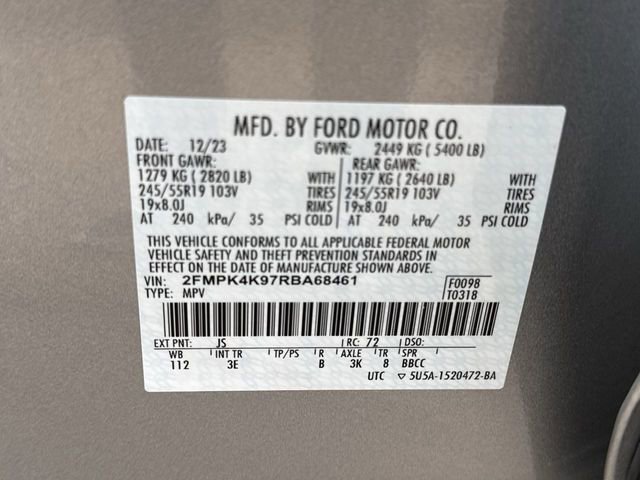 MFD. BY FORD MOTOR CO.
DATE: 12/23 GVWR: 2449 KG ( 5400 LB)
FRONT GAWR: REAR GAWR:
1279 KG ( 2820 LB) WITH 1197 KG ( 2640 LB) WITH
245/55R19 103V TIRES 245/55R19 103V TIRES
19x8.0J RIMS 19x8.0J RIMS
AT 240 kPa/ 35 PSI COLD AT 240 kPa/ 35 PSI COLD
THIS VEHICLE CONFORMS TO ALL APPLICABLE FEDERAL MOTOR
VEHICLE SAFETY AND THEFT PREVENTION STANDARDS IN
EFFECT ON THE DATE OF MANUFACTURE SHOWN ABOVE.
VIN: 2FMPK4K97RBA68461 F0098
TYPE: MPV T0318
EXT PNT: JS RC: 72 DSO:
WB INT TR TP/PS R AXLE TR SPR
112 3E B 3K 8 BBCC
UTC ▽ 5U5A-1520472-BA